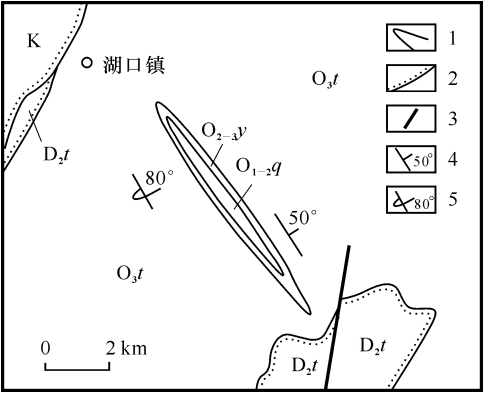 K
湖口镇
O₃t
1
2
3
50° 4
80° 5
D₂t
O₂₋₃y
O₁₋₂q
80°
50°
O₃t
D₂t
D₂t
0 2 km